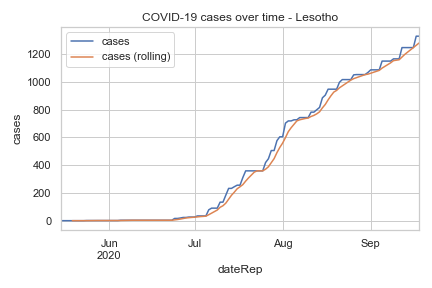 COVID-19 cases over time - Lesotho
cases
cases (rolling)
1200
1000
800
600
400
200
0
cases
Jun
2020
Jul
Aug
Sep
dateRep